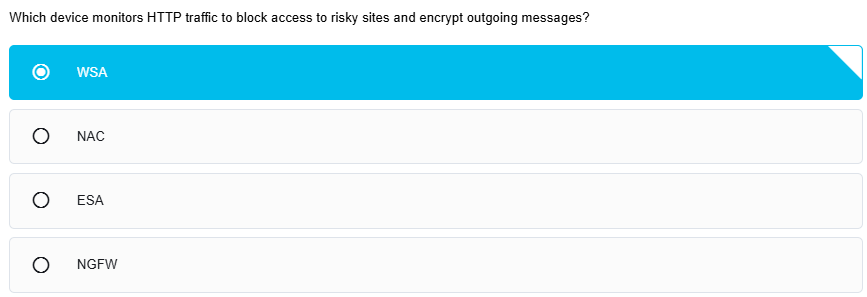 Which device monitors HTTP traffic to block access to risky sites and encrypt outgoing messages?
WSA
NAC
ESA
NGFW